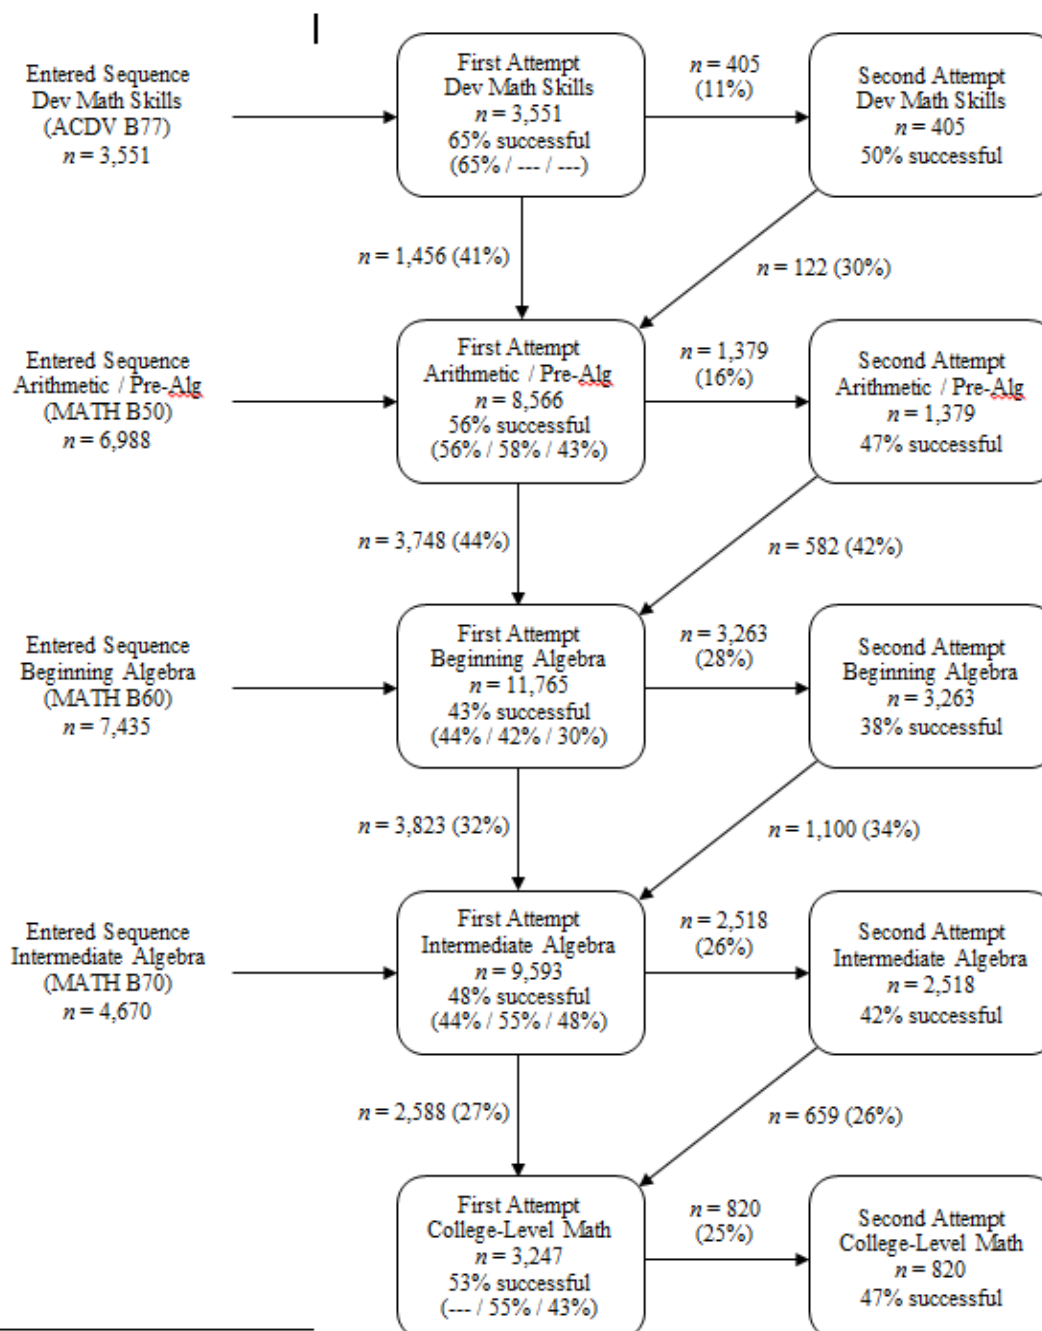 Entered Sequence
Dev Math Skills
(ACDV B77)
n = 3,551
First Attempt
Dev Math Skills
n = 3,551
65% successful
(65% / --- / ---)
n = 405
(11%)
Second Attempt
Dev Math Skills
n = 405
50% successful
n = 1,456 (41%)
n = 122 (30%)
Entered Sequence
Arithmetic / Pre-Alg
(MATH B50)
n = 6,988
First Attempt
Arithmetic / Pre-Alg
n = 8,566
56% successful
(56% / 58% / 43%)
n = 1,379
(16%)
Second Attempt
Arithmetic / Pre-Alg
n = 1,379
47% successful
n = 3,748 (44%)
n = 582 (42%)
Entered Sequence
Beginning Algebra
(MATH B60)
n = 7,435
First Attempt
Beginning Algebra
n = 11,765
43% successful
(44% / 42% / 30%)
n = 3,263
(28%)
Second Attempt
Beginning Algebra
n = 3,263
38% successful
n = 3,823 (32%)
n = 1,100 (34%)
Entered Sequence
Intermediate Algebra
(MATH B70)
n = 4,670
First Attempt
Intermediate Algebra
n = 9,593
48% successful
(44% / 55% / 48%)
n = 2,518
(26%)
Second Attempt
Intermediate Algebra
n = 2,518
42% successful
n = 2,588 (27%)
n = 659 (26%)
First Attempt
College-Level Math
n = 3,247
53% successful
(--- / 55% / 43%)
n = 820
(25%)
Second Attempt
College-Level Math
n = 820
47% successful